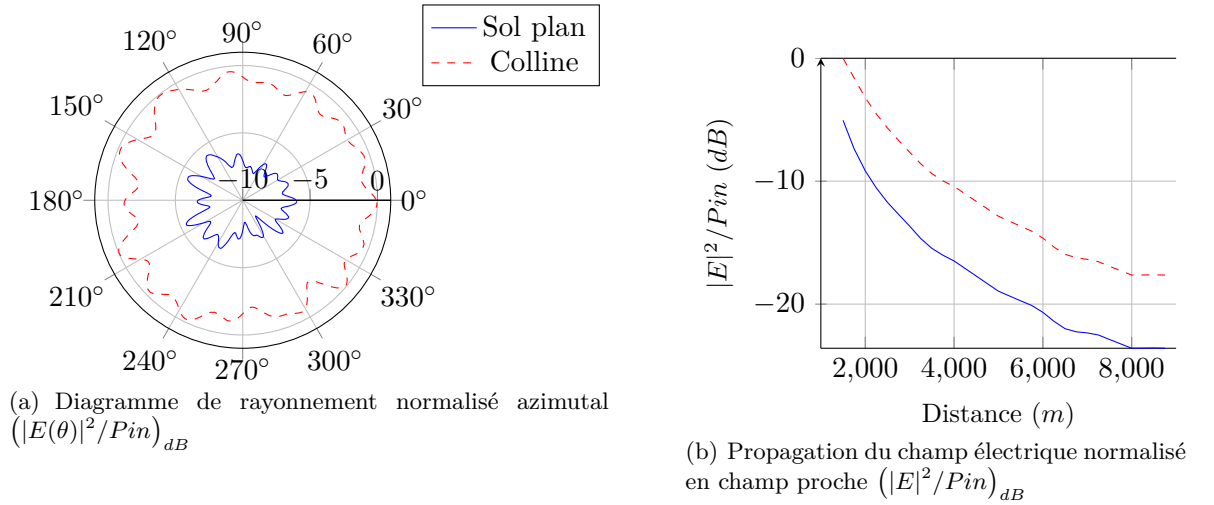 Sol plan
Colline
0°
30°
60°
90°
120°
150°
180°
210°
240°
270°
300°
330°
−10
−5
0
(a) Diagramme de rayonnement normalisé azimutal
(|E(θ)|²/Pin)_dB
0
−10
−20
|E|²/Pin (dB)
2,000
4,000
6,000
8,000
Distance (m)
(b) Propagation du champ électrique normalisé
en champ proche (|E|²/Pin)_dB